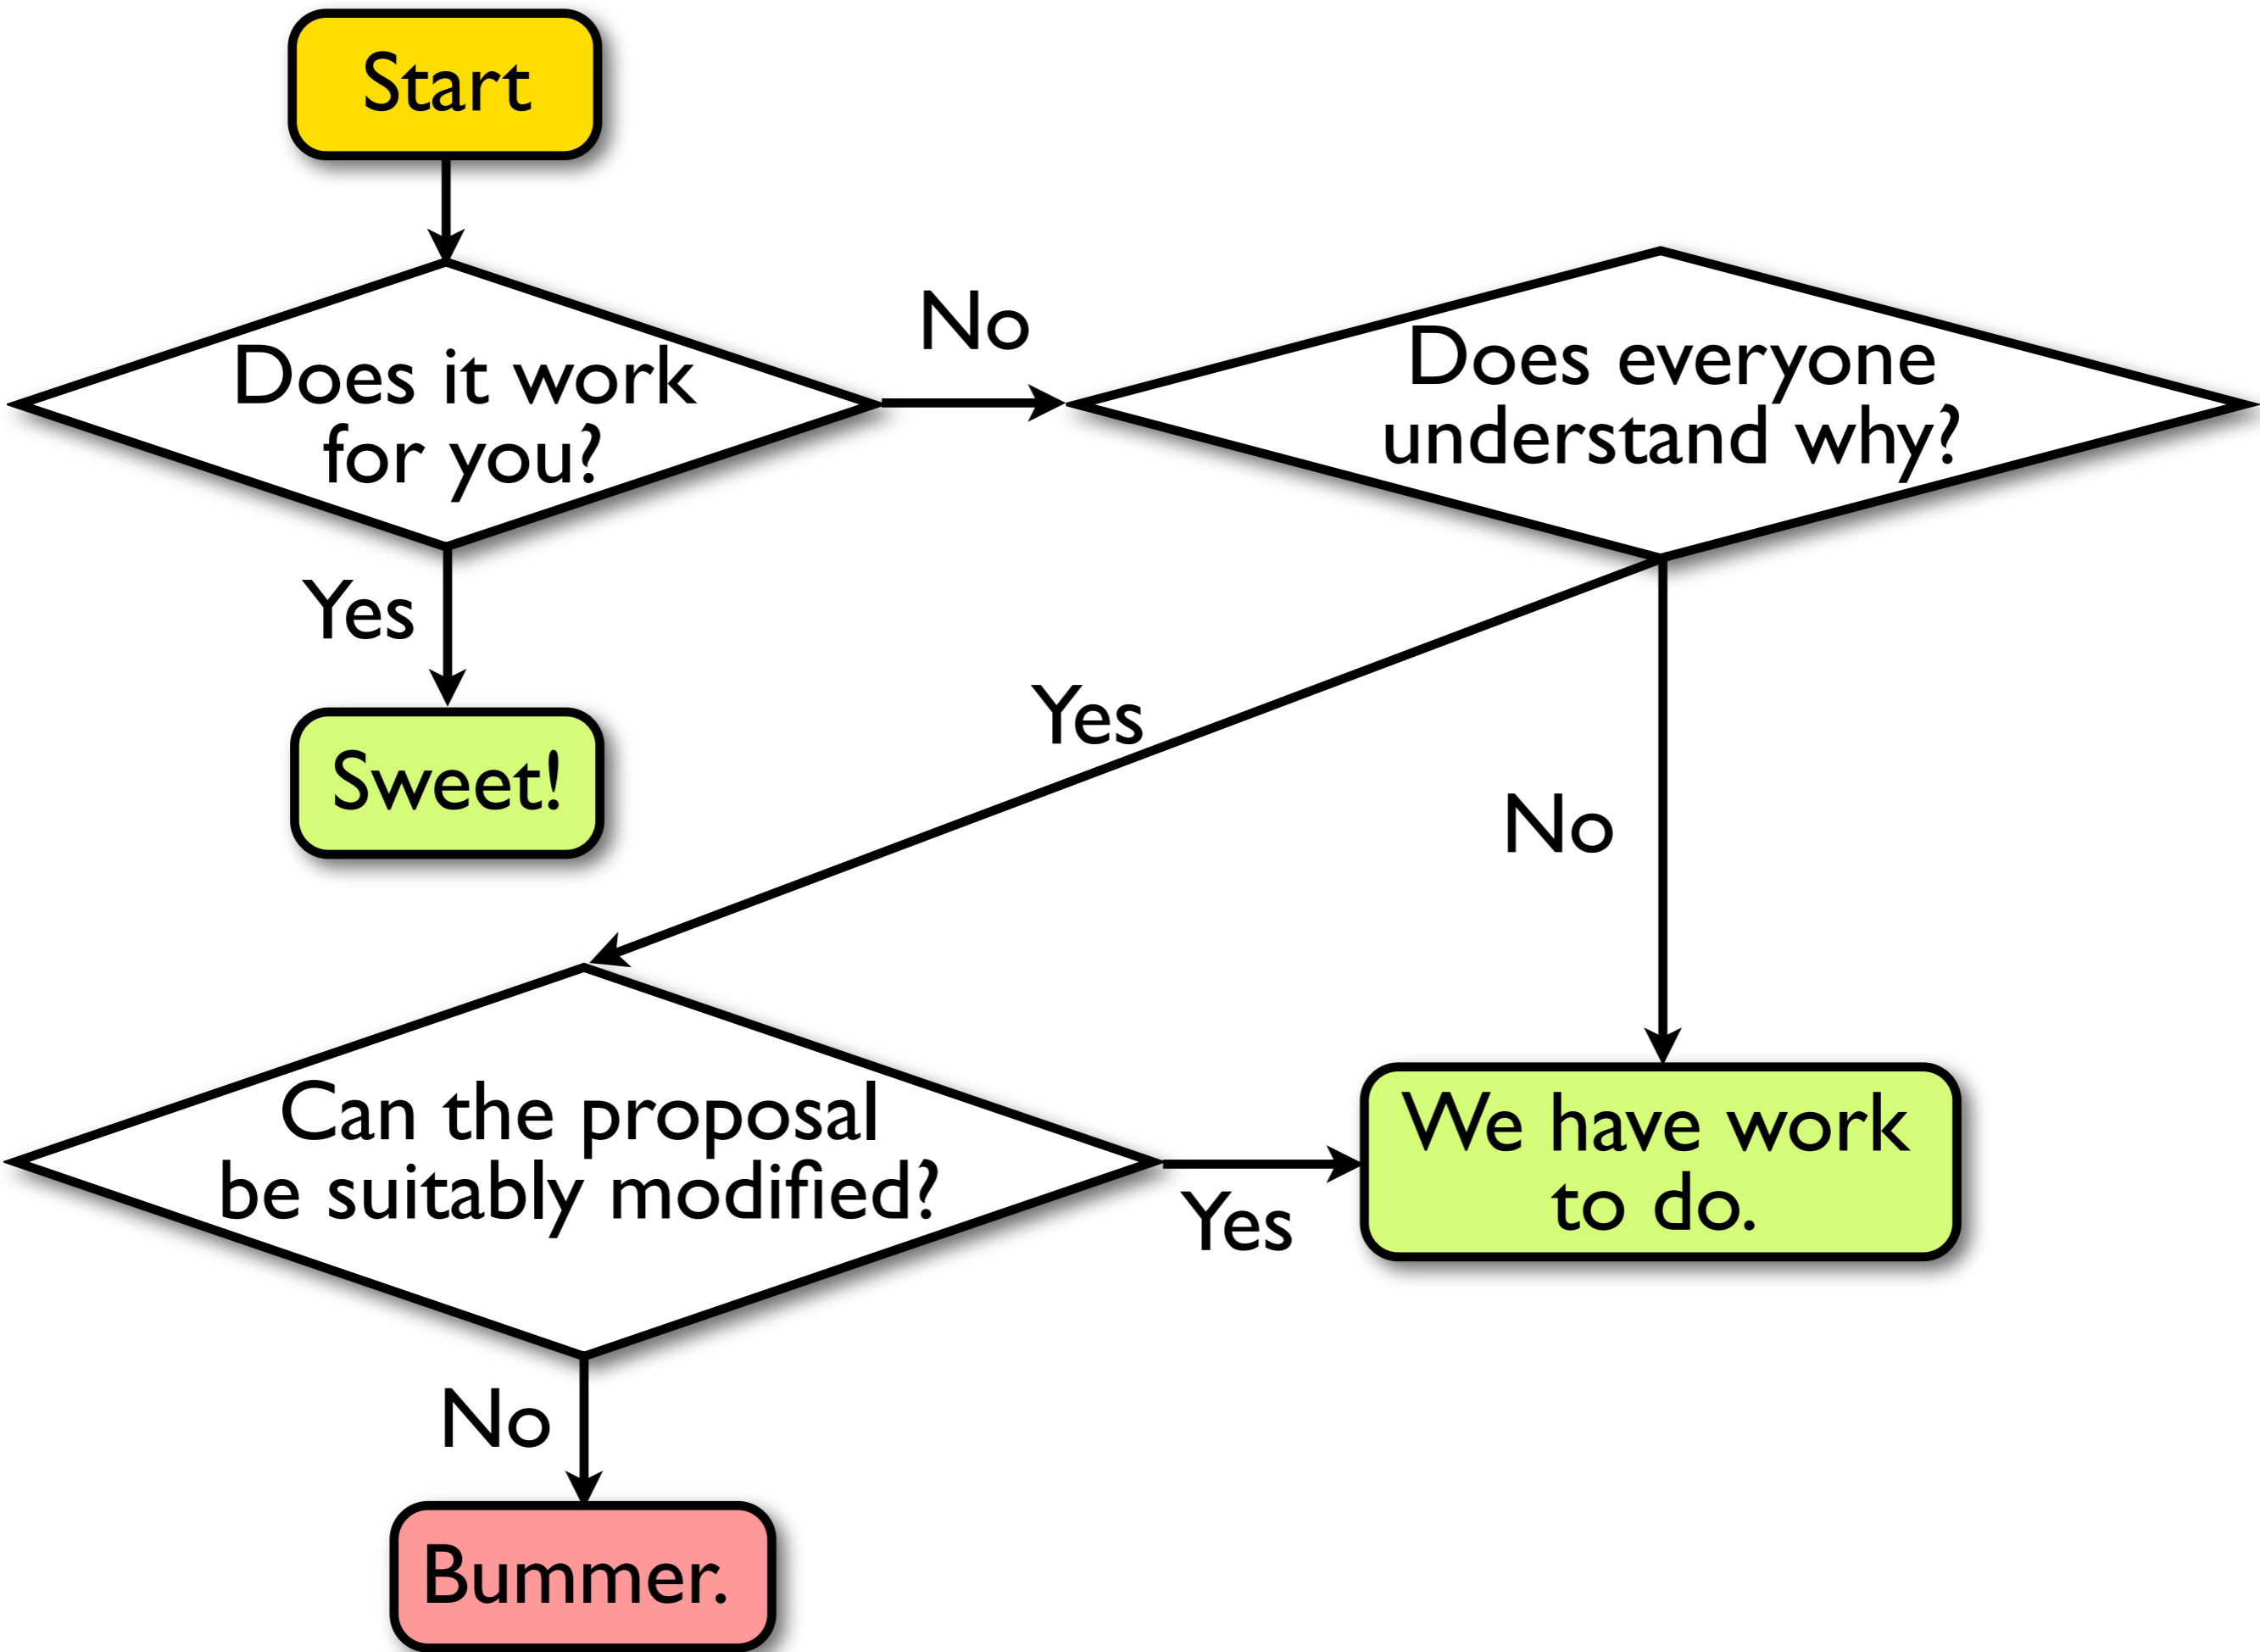 Start
Does it work
for you?
No
Does everyone
understand why?
Yes
Sweet!
Yes
No
Can the proposal
be suitably modified?
Yes
We have work
to do.
No
Bummer.